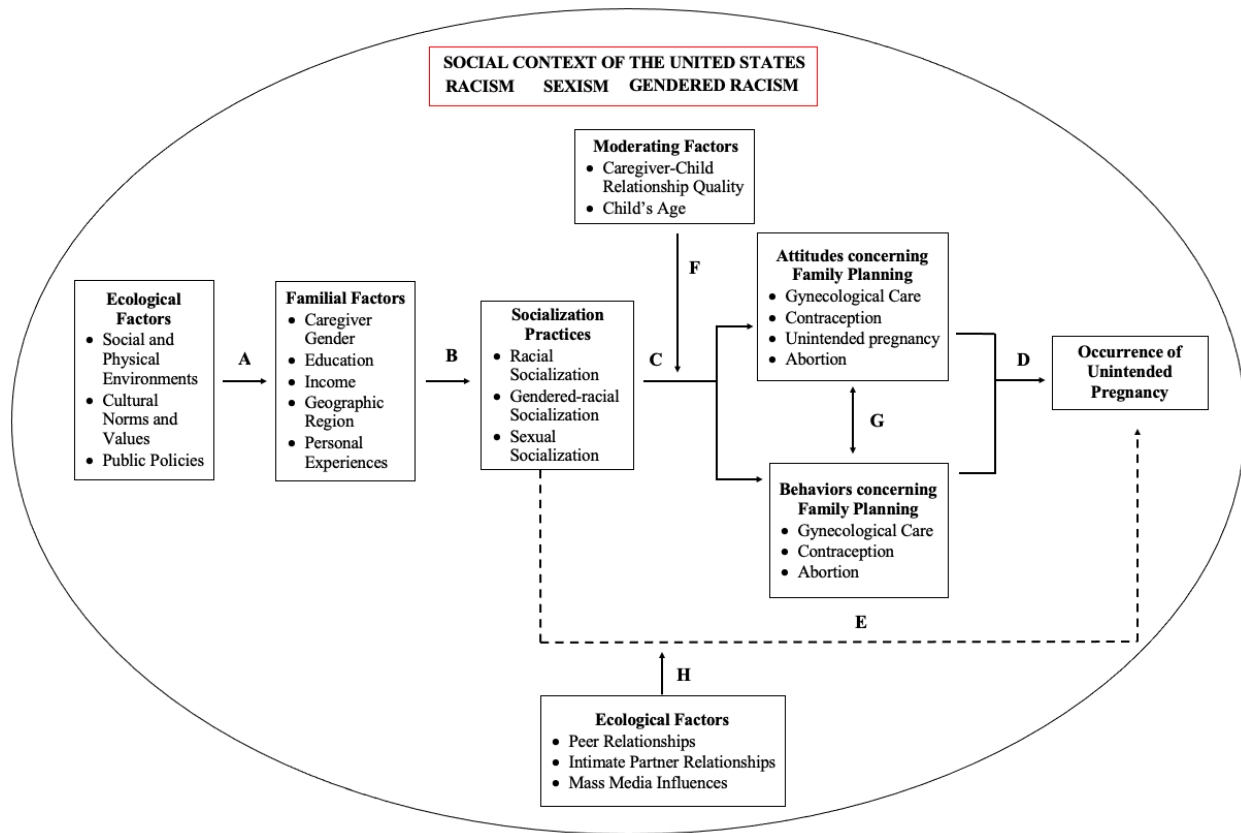 SOCIAL CONTEXT OF THE UNITED STATES
RACISM SEXISM GENDERED RACISM
Moderating Factors
• Caregiver-Child
Relationship Quality
• Child's Age
F
Ecological
Factors
• Social and
Physical
Environments
• Cultural
Norms and
Values
• Public Policies
A
Familial Factors
• Caregiver
Gender
• Education
• Income
• Geographic
Region
• Personal
Experiences
B
Socialization
Practices
• Racial
Socialization
• Gendered-racial
Socialization
• Sexual
Socialization
C
Attitudes concerning
Family Planning
• Gynecological Care
• Contraception
• Unintended pregnancy
• Abortion
G
Behaviors concerning
Family Planning
• Gynecological Care
• Contraception
• Abortion
D
Occurrence of
Unintended
Pregnancy
E
H
Ecological Factors
• Peer Relationships
• Intimate Partner Relationships
• Mass Media Influences